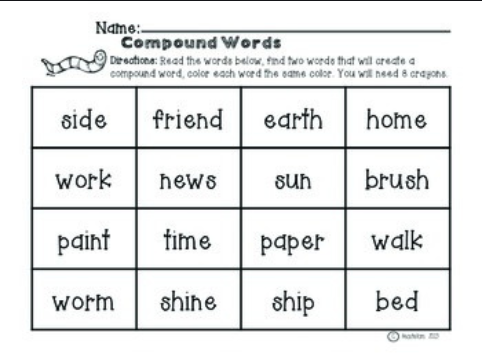 Name:
Compound Words
Directions: Read the words below, find two words that will create a
compound word, color each word the same color. You will need 8 crayons.
side friend earth home
work news sun brush
paint time paper walk
worm shine ship bed